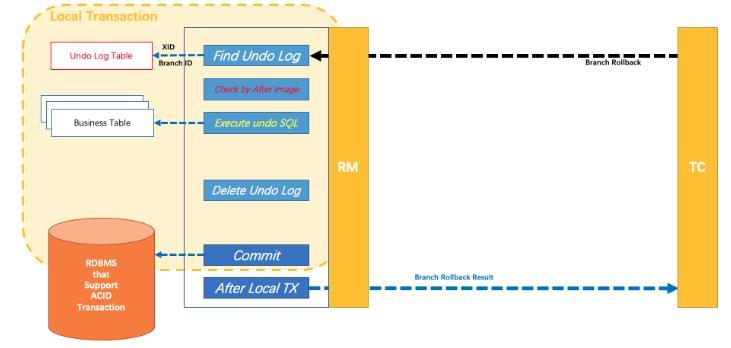 Local Transaction
XID
Undo Log Table
Branch ID
Find Undo Log
Branch Rollback
Check by After Image
Business Table
Execute undo SQL
RM
TC
Delete Undo Log
RDBMS
that
Support
ACID
Transaction
Commit
Branch Rollback Result
After Local TX